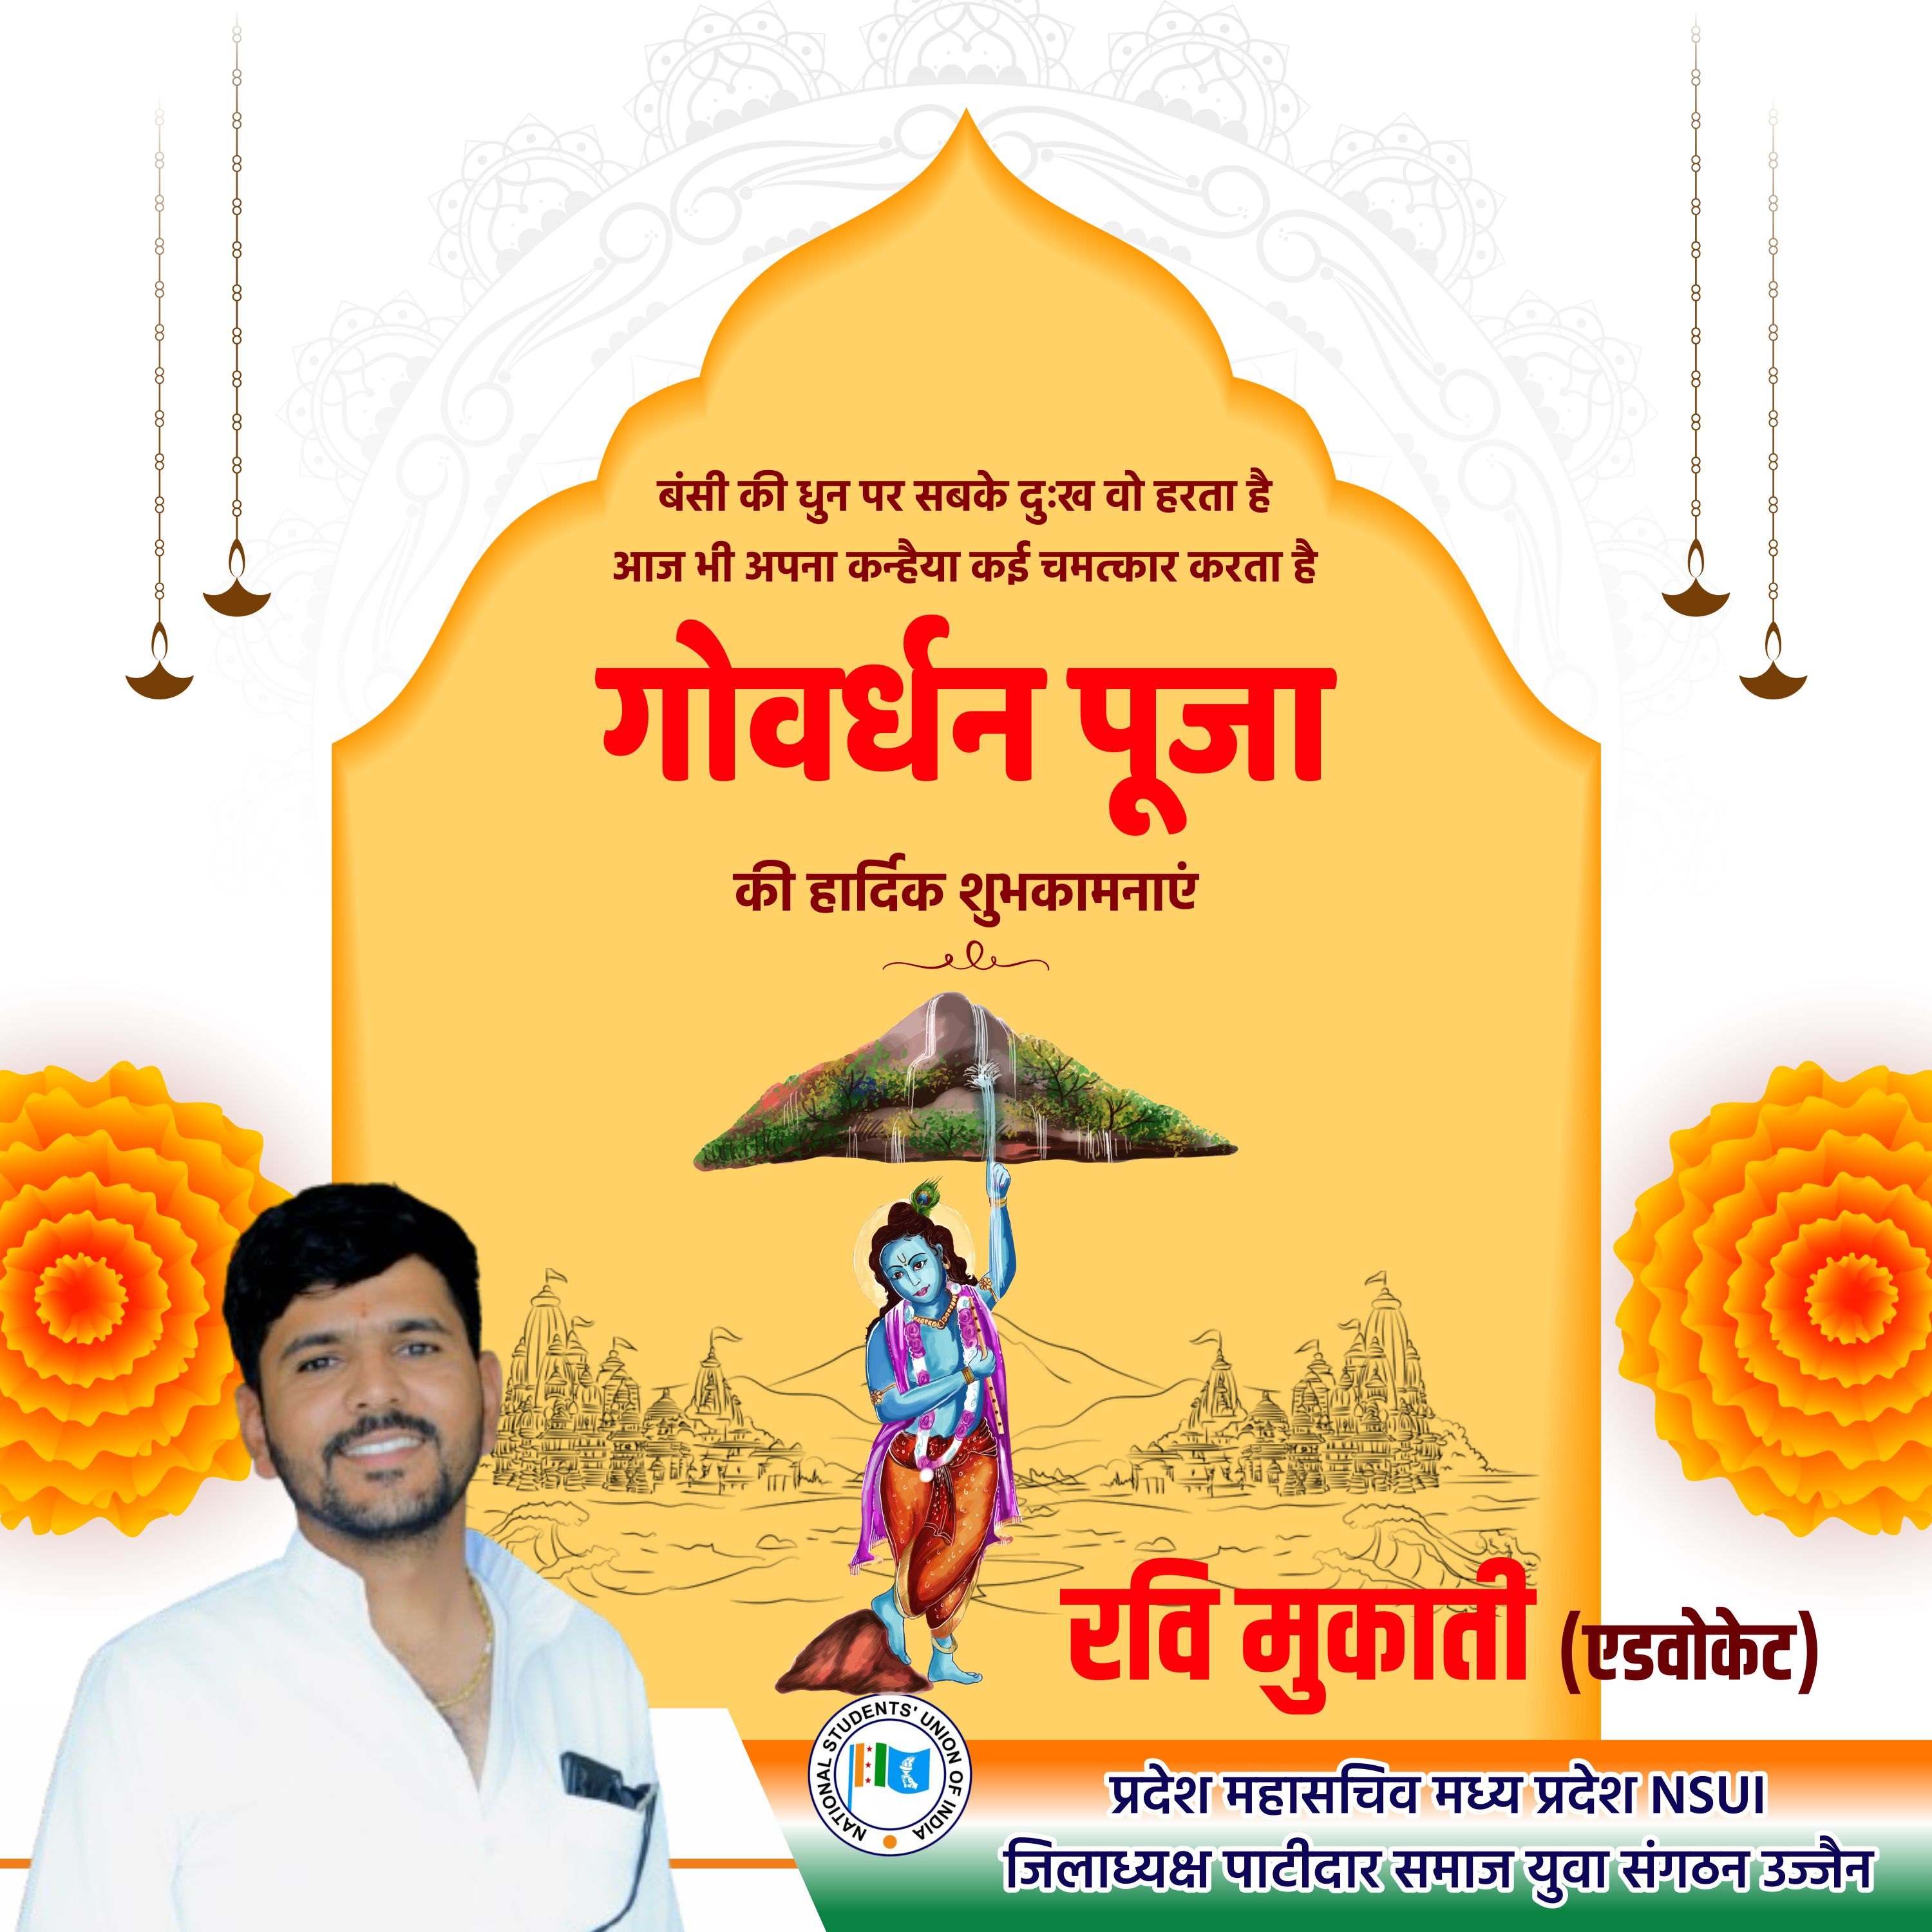 बंसी की धुन पर सबके दुःख वो हरता है
आज भी अपना कन्हैया कई चमत्कार करता है
गोवर्धन पूजा
की हार्दिक शुभकामनाएं
रवि मुकाती (एडवोकेट)
NATIONAL STUDENTS' UNION OF INDIA
प्रदेश महासचिव मध्य प्रदेश NSUI
जिलाध्यक्ष पाटीदार समाज युवा संगठन उज्जैन